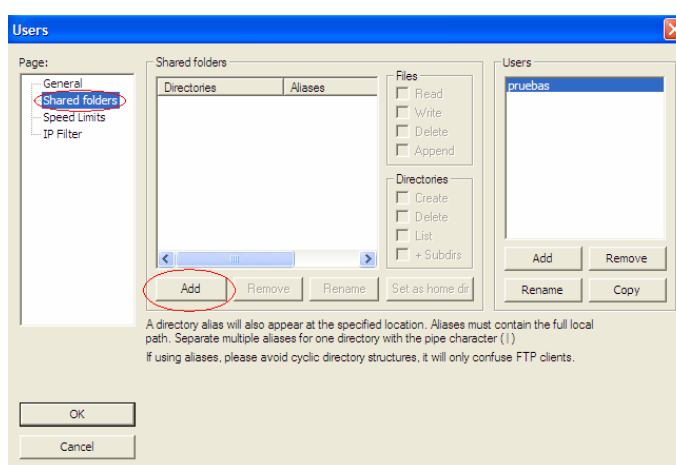 Users
Page:
General
Shared folders
Speed Limits
IP Filter
Shared folders
Directories
Aliases
Files
Read
Write
Delete
Append
Directories
Create
Delete
List
+ Subdirs
Add
Remove
Rename
Set as home dir
Users
pruebas
Add
Remove
Rename
Copy
A directory alias will also appear at the specified location. Aliases must contain the full local
path. Separate multiple aliases for one directory with the pipe character ( | )
If using aliases, please avoid cyclic directory structures, it will only confuse FTP clients.
OK
Cancel